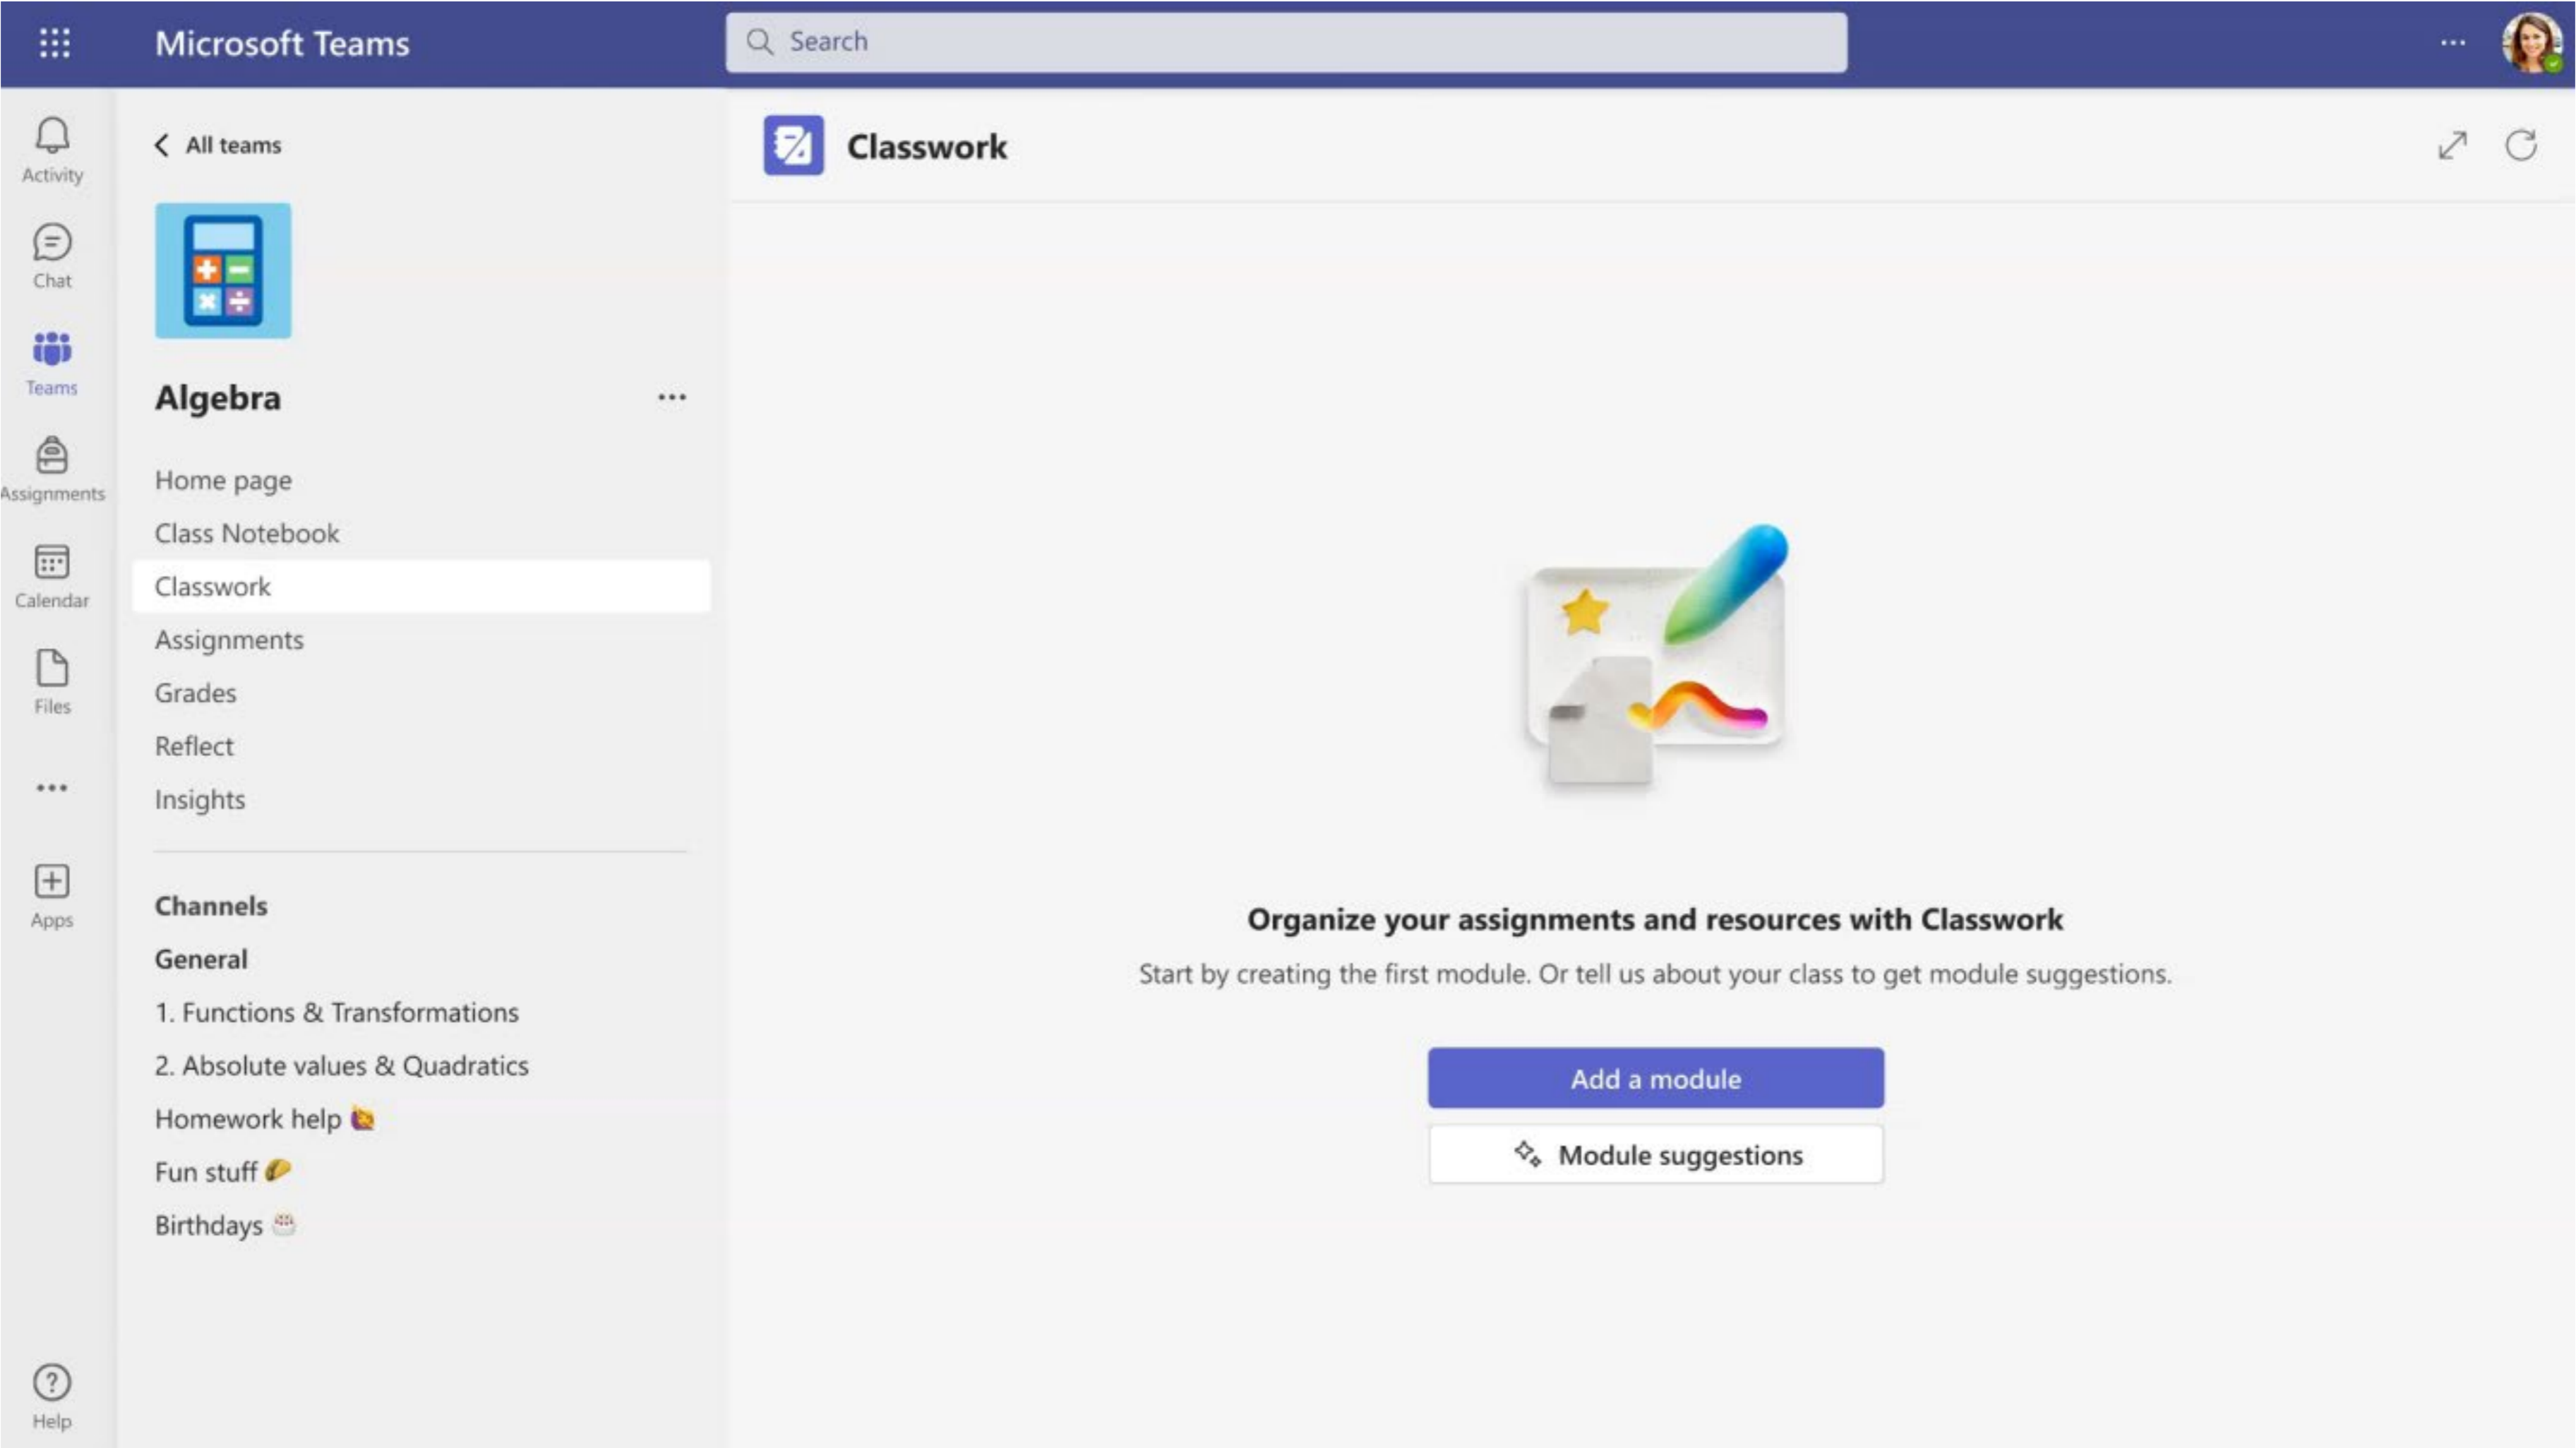 Microsoft Teams
Search
Activity
Chat
Teams
Assignments
Calendar
Files
Apps
Help
All teams
Algebra
Home page
Class Notebook
Classwork
Assignments
Grades
Reflect
Insights
Channels
General
1. Functions & Transformations
2. Absolute values & Quadratics
Homework help 🙋
Fun stuff 🌮
Birthdays 🎂
Classwork
Organize your assignments and resources with Classwork
Start by creating the first module. Or tell us about your class to get module suggestions.
Add a module
Module suggestions